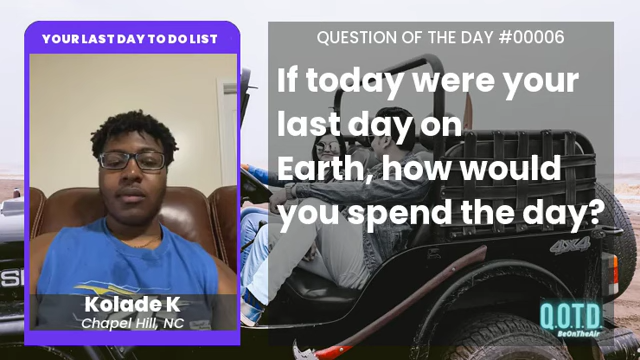 YOUR LAST DAY TO DO LIST
Kolade K
Chapel Hill, NC
QUESTION OF THE DAY #00006
If today were your
last day on
Earth, how would
you spend the day?
4x4
Q.O.T.D.
BeOnTheAir